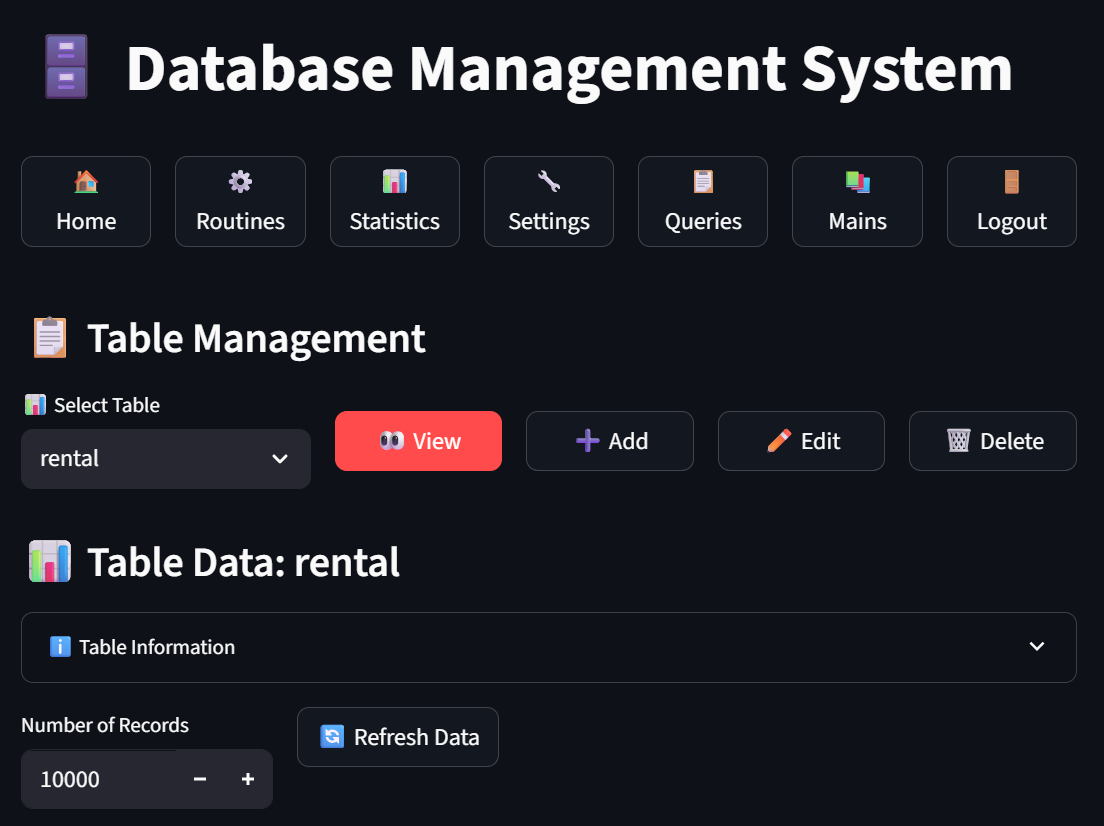 Database Management System
Home
Routines
Statistics
Settings
Queries
Mains
Logout
Table Management
Select Table
rental
View
Add
Edit
Delete
Table Data: rental
Table Information
Number of Records
10000
Refresh Data